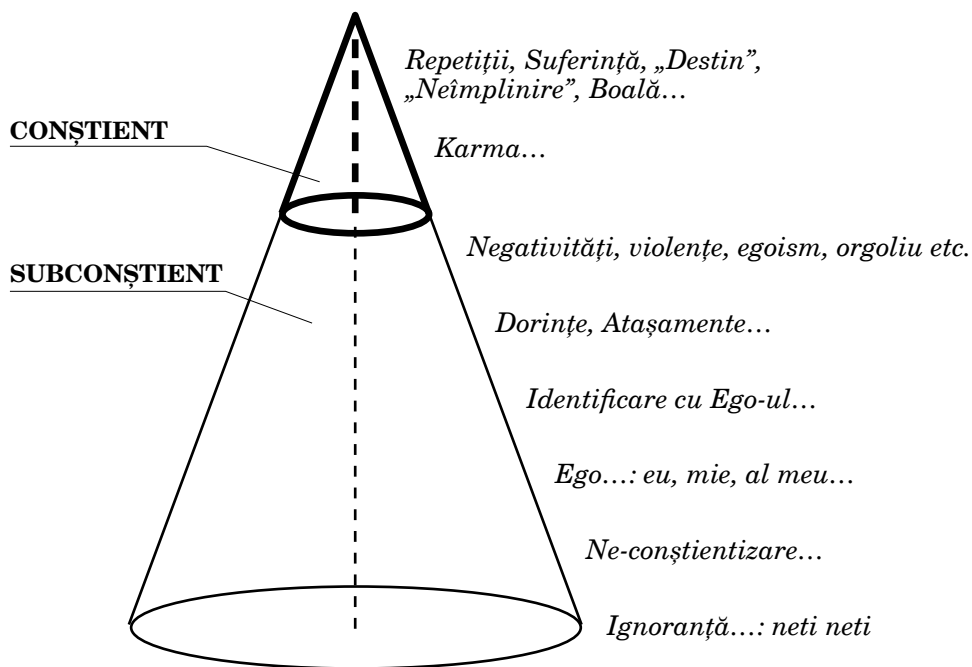 Repetiții, Suferință, „Destin”,
„Neîmplinire”, Boală…
CONȘTIENT
Karma…
Negativități, violențe, egoism, orgoliu etc.
SUBCONȘTIENT
Dorințe, Atașamente…
Identificare cu Ego-ul…
Ego…: eu, mie, al meu…
Ne-conștientizare…
Ignoranță…: neti neti